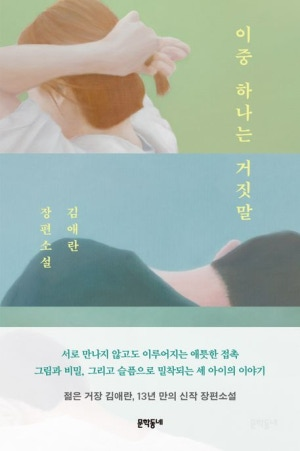 이중 하나는 거짓말
김애란
장편소설
서로 만나지 않고도 이루어지는 애틋한 접촉
그림과 비밀, 그리고 슬픔으로 밀착되는 세 아이의 이야기
젊은 거장 김애란, 13년 만의 신작 장편소설
문학동네